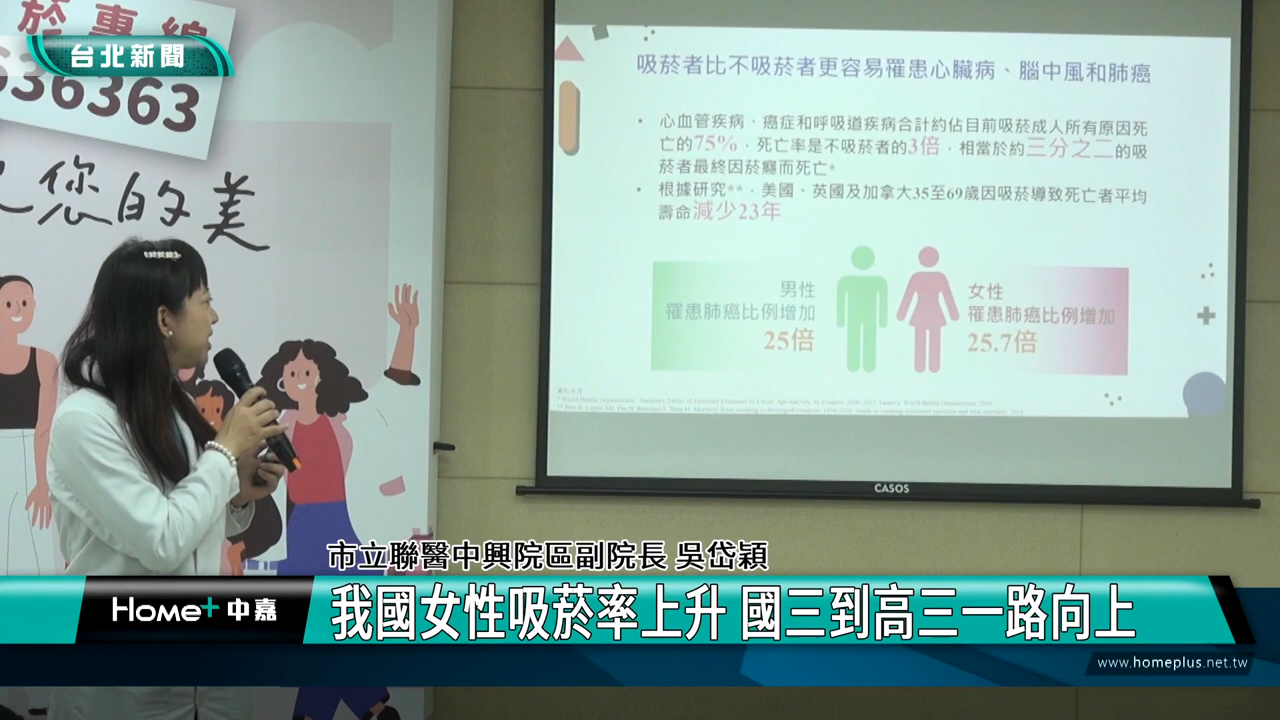 菸專線
台北新聞
636363
您的美
吸菸者比不吸菸者更容易罹患心臟病、腦中風和肺癌
• 心血管疾病、癌症和呼吸道疾病合計約佔目前吸菸成人所有原因死
亡的75%，死亡率是不吸菸者的3倍，相當於約三分之二的吸
菸者最終因菸癮而死亡*
• 根據研究**，美國、英國及加拿大35至69歲因吸菸導致死亡者平均
壽命減少23年
男性
罹患肺癌比例增加
25倍
女性
罹患肺癌比例增加
25.7倍
CASOS
市立聯醫中興院區副院長 吳岱穎
Home+ 中嘉
我國女性吸菸率上升 國三到高三一路向上
www.homeplus.net.tw